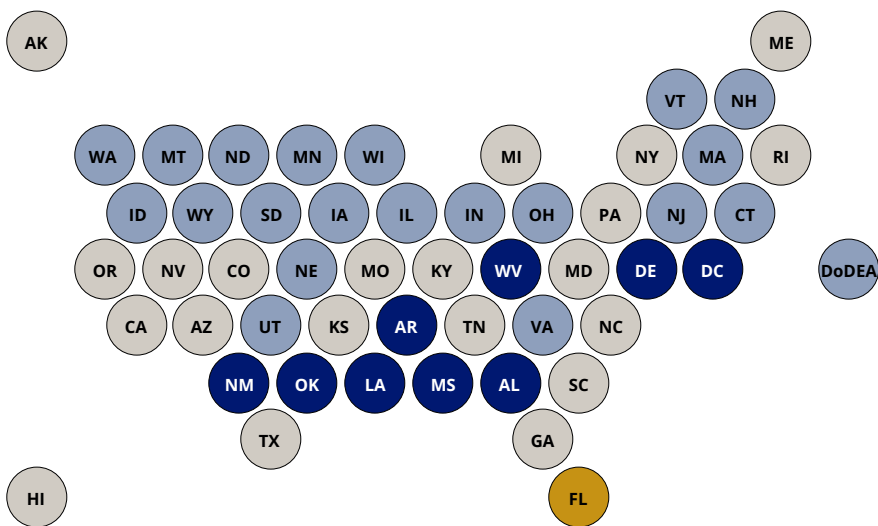 AK ME
VT NH
WA MT ND MN WI MI NY MA RI
ID WY SD IA IL IN OH PA NJ CT
OR NV CO NE MO KY WV MD DE DC DoDEA
CA AZ UT KS AR TN VA NC
NM OK LA MS AL SC
TX GA
HI FL